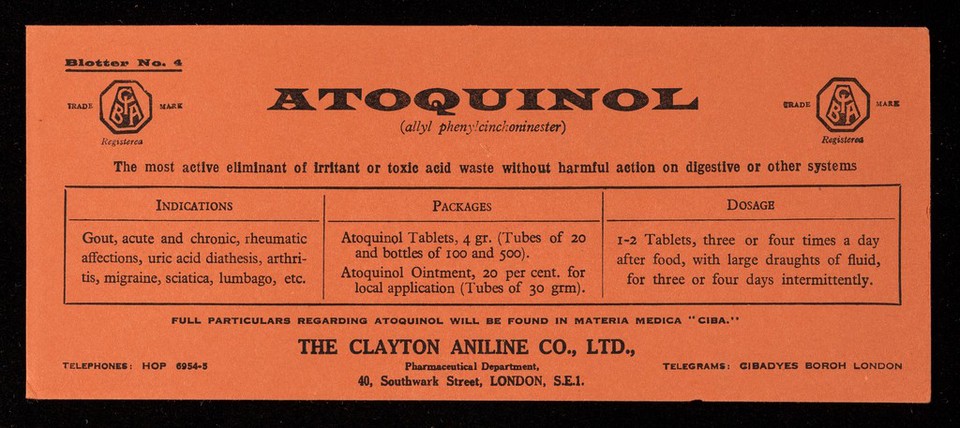 Blotter No. 4
TRADE CIBA MARK
Registered
ATOQUINOL
(allyl phenylcinchoninester)
TRADE CIBA MARK
Registered
The most active eliminant of irritant or toxic acid waste without harmful action on digestive or other systems
INDICATIONS
Gout, acute and chronic, rheumatic
affections, uric acid diathesis, arthri-
tis, migraine, sciatica, lumbago, etc.
PACKAGES
Atoquinol Tablets, 4 gr. (Tubes of 20
and bottles of 100 and 500).
Atoquinol Ointment, 20 per cent. for
local application (Tubes of 30 grm).
DOSAGE
1-2 Tablets, three or four times a day
after food, with large draughts of fluid,
for three or four days intermittently.
FULL PARTICULARS REGARDING ATOQUINOL WILL BE FOUND IN MATERIA MEDICA "CIBA."
THE CLAYTON ANILINE CO., LTD.,
Pharmaceutical Department,
40, Southwark Street, LONDON, S.E.1.
TELEPHONES: HOP 6954-5
TELEGRAMS: CIBADYES BOROH LONDON